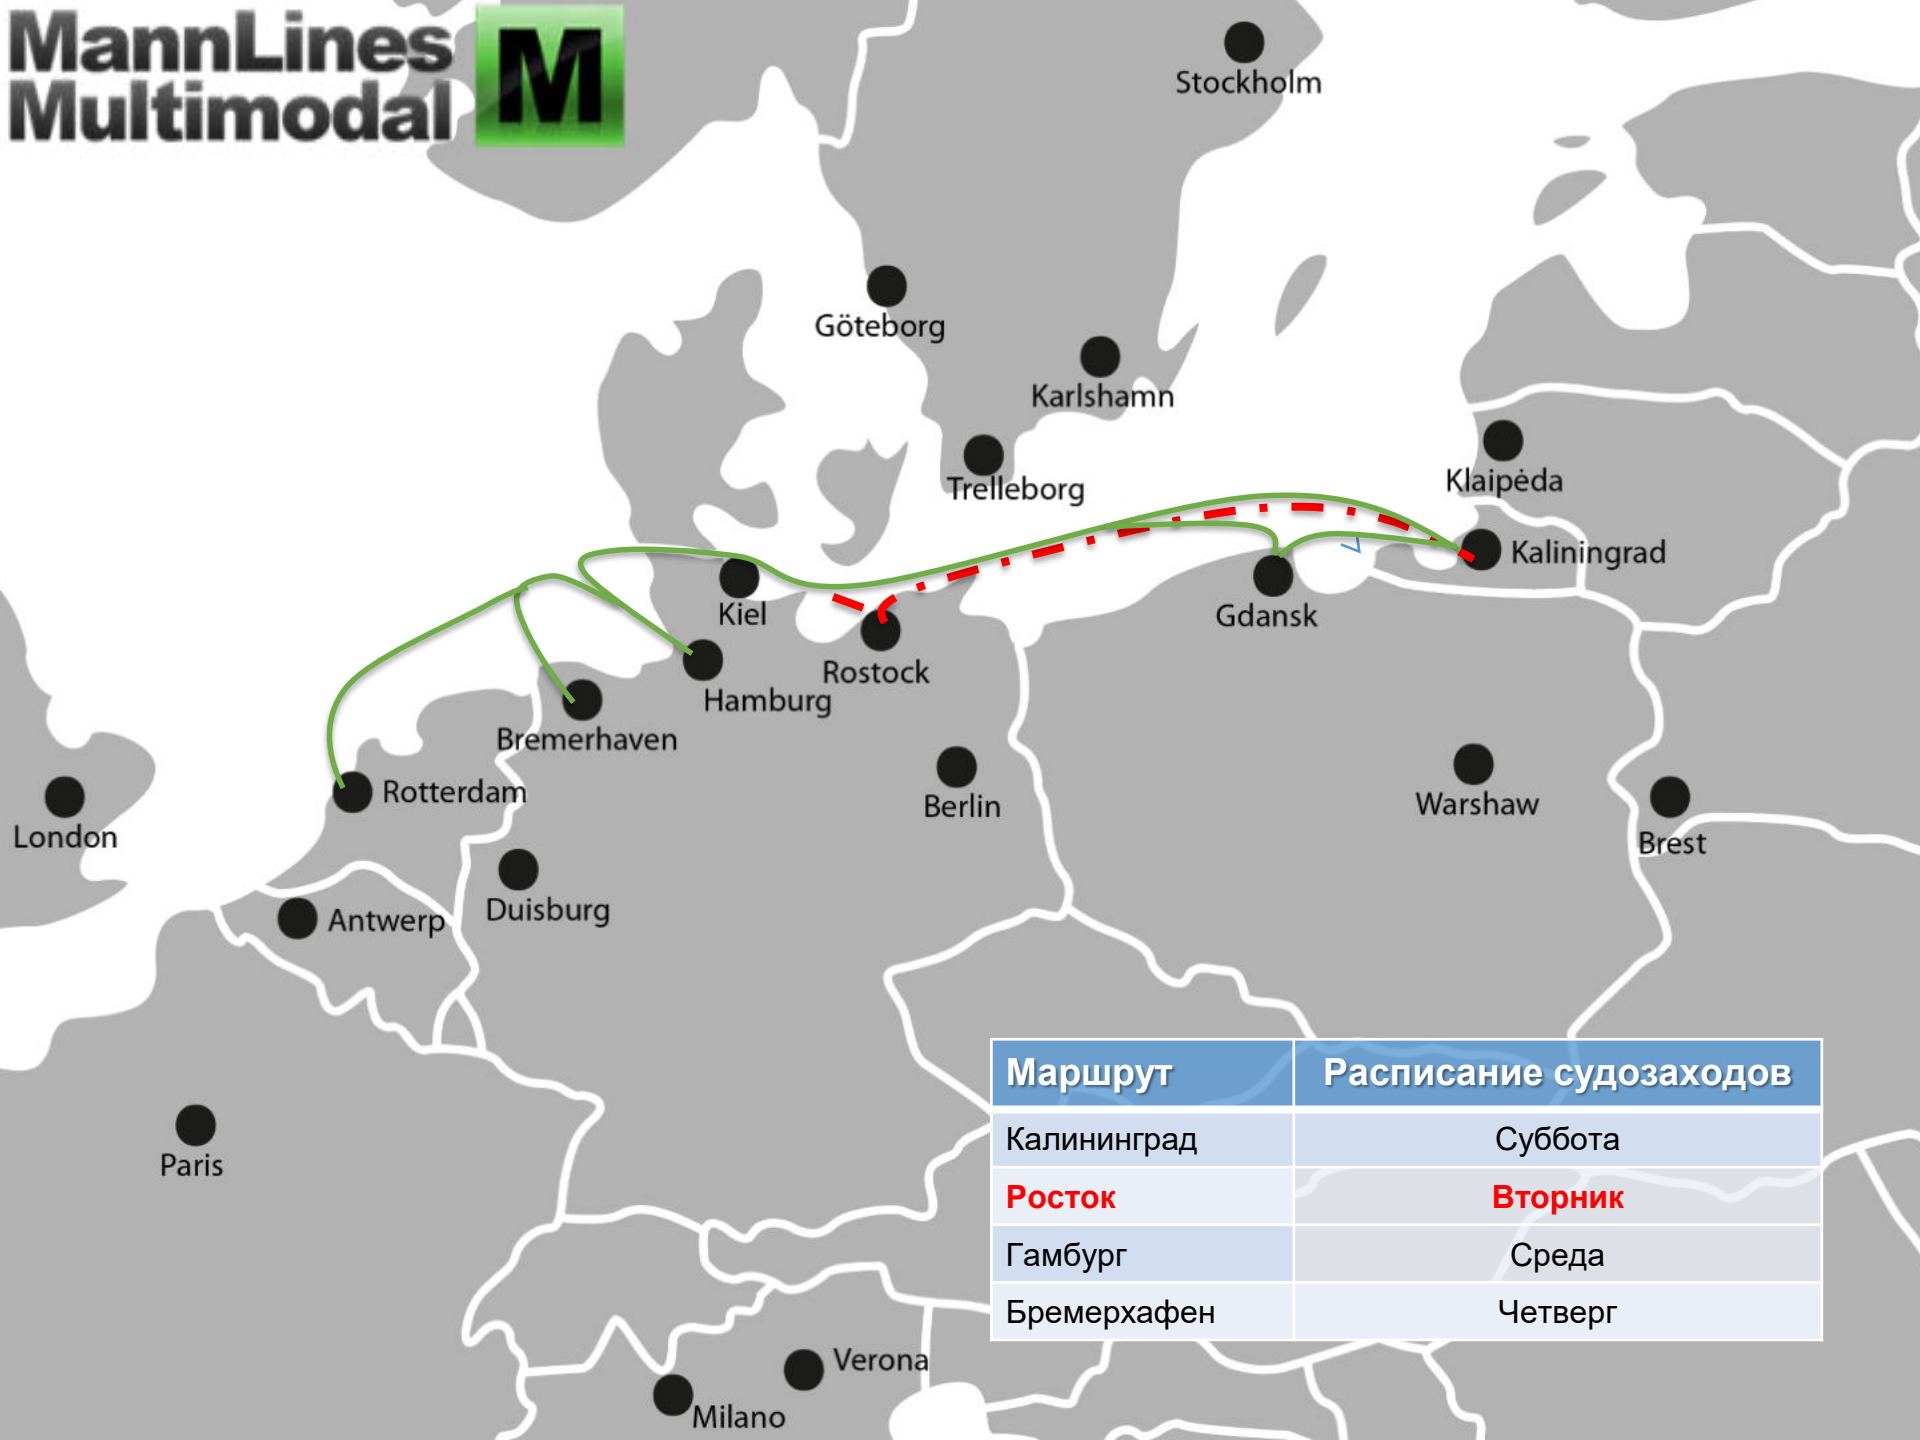 MannLines
Multimodal
M
Stockholm
Göteborg
Karlshamn
Trelleborg
Klaipėda
Kaliningrad
Kiel
Gdansk
Rostock
Hamburg
Bremerhaven
Rotterdam
London
Berlin
Warshaw
Brest
Duisburg
Antwerp
Paris
Verona
Milano
Маршрут Расписание судозаходов
Калининград Суббота
Росток Вторник
Гамбург Среда
Бремерхафен Четверг